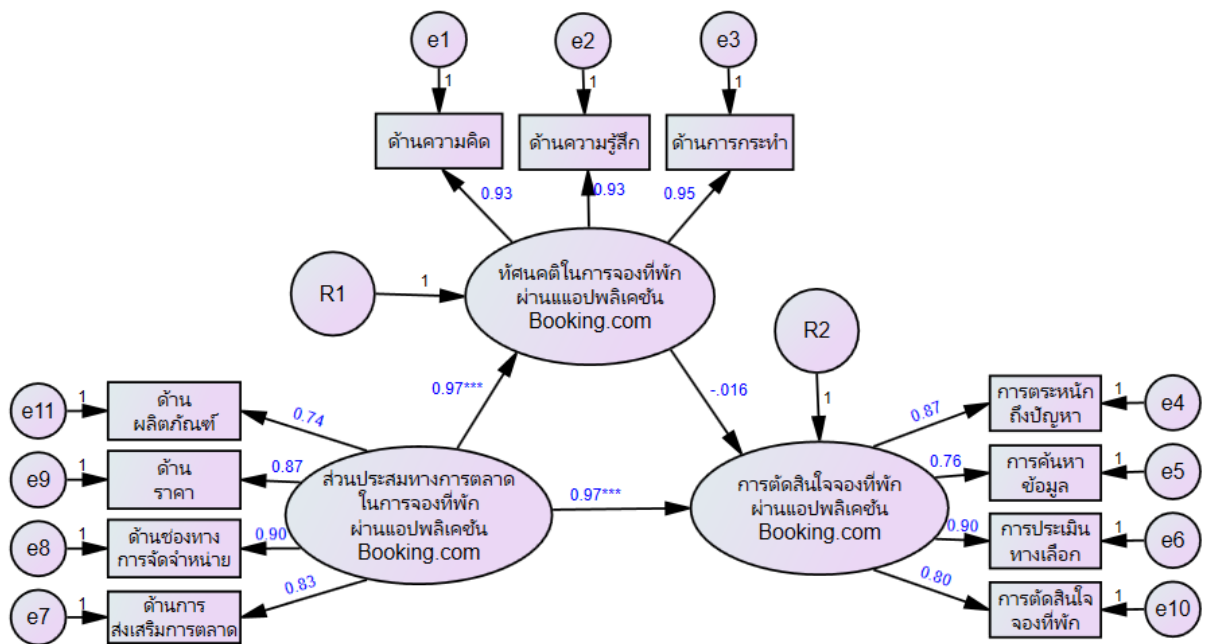 e1
e2
e3
1
1
1
ด้านความคิด
ด้านความรู้สึก
ด้านการกระทำ
0.93
0.93
0.95
R1
1
ทัศนคติในการจองที่พัก
ผ่านแแอปพลิเคชัน
Booking.com
R2
1
0.97***
-.016
e11
1
ด้าน
ผลิตภัณฑ์
0.74
e9
1
ด้าน
ราคา
0.87
e8
1
ด้านช่องทาง
การจัดจำหน่าย
0.90
e7
1
ด้านการ
ส่งเสริมการตลาด
0.83
ส่วนประสมทางการตลาด
ในการจองที่พัก
ผ่านแอปพลิเคชัน
Booking.com
0.97***
การตัดสินใจจองที่พัก
ผ่านแอปพลิเคชัน
Booking.com
0.87
การตระหนัก
ถึงปัญหา
1
e4
0.76
การค้นหา
ข้อมูล
1
e5
0.90
การประเมิน
ทางเลือก
1
e6
0.80
การตัดสินใจ
จองที่พัก
1
e10